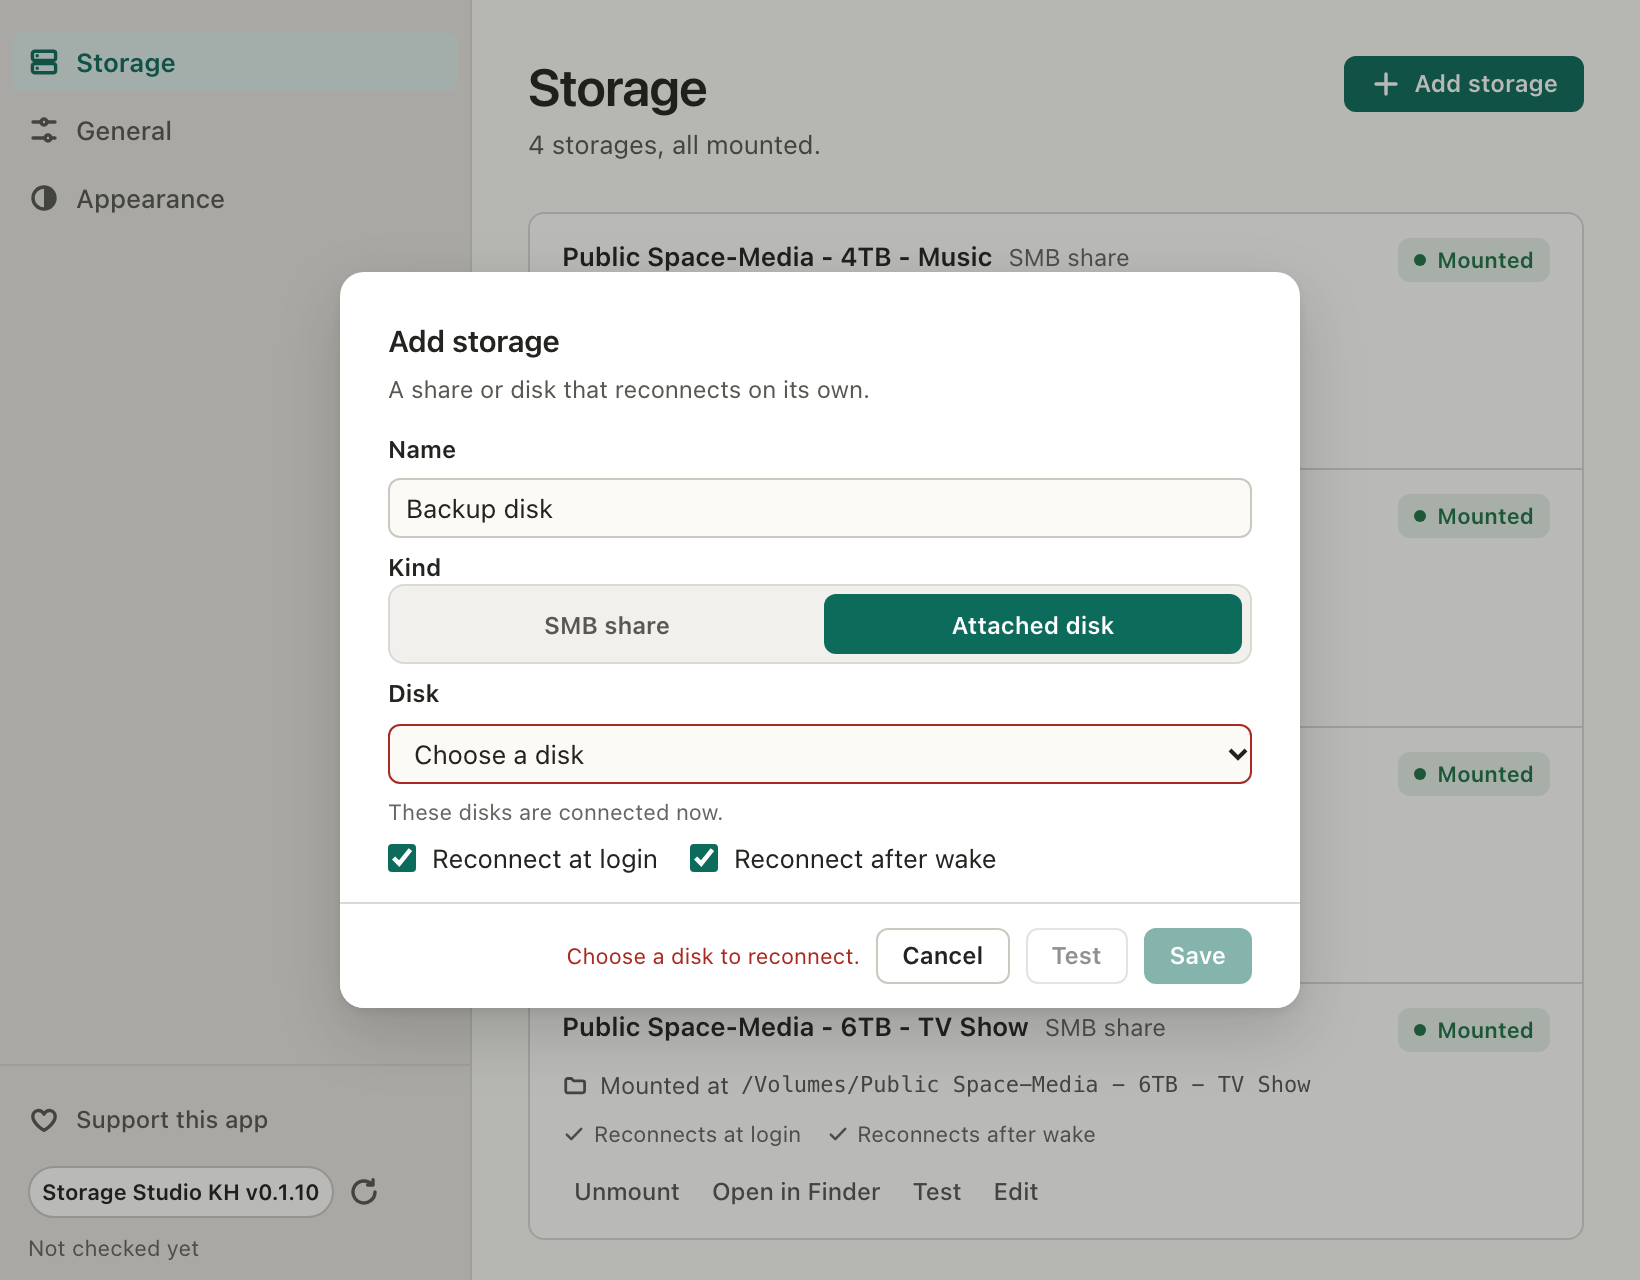 Storage
General
Appearance
Storage
4 storages, all mounted.
Add storage
Public Space-Media - 4TB - Music SMB share
Mounted
Mounted
Mounted
Add storage
A share or disk that reconnects on its own.
Name
Backup disk
Kind
SMB share
Attached disk
Disk
Choose a disk
These disks are connected now.
Reconnect at login
Reconnect after wake
Choose a disk to reconnect.
Cancel
Test
Save
Public Space-Media - 6TB - TV Show SMB share
Mounted
Mounted at /Volumes/Public Space-Media - 6TB - TV Show
Reconnects at login
Reconnects after wake
Unmount
Open in Finder
Test
Edit
Support this app
Storage Studio KH v0.1.10
Not checked yet